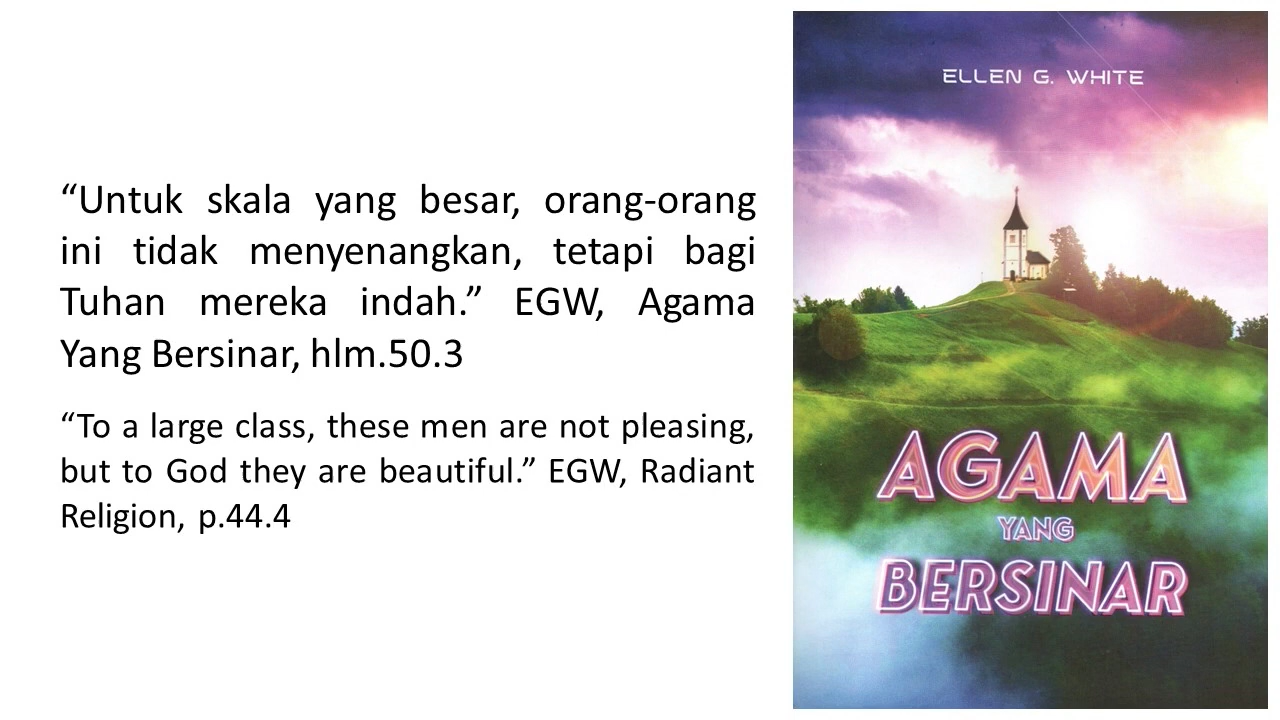 “Untuk skala yang besar, orang-orang
ini tidak menyenangkan, tetapi bagi
Tuhan mereka indah.” EGW, Agama
Yang Bersinar, hlm.50.3
“To a large class, these men are not pleasing,
but to God they are beautiful.” EGW, Radiant
Religion, p.44.4
ELLEN G. WHITE
AGAMA
YANG
BERSINAR